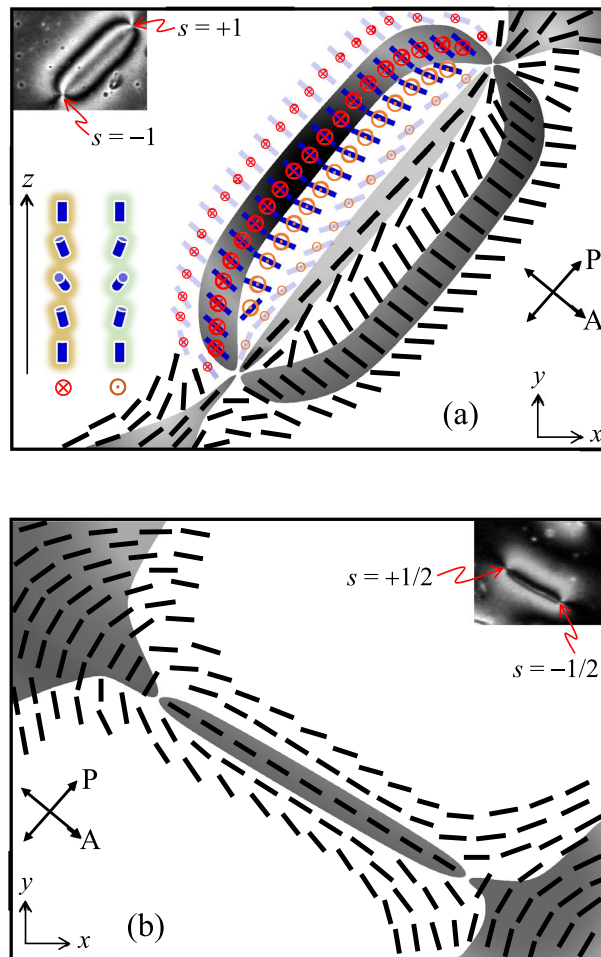 s = +1
s = −1
z
P
A
(a)
y
x
s = +1/2
s = −1/2
P
A
y
x
(b)